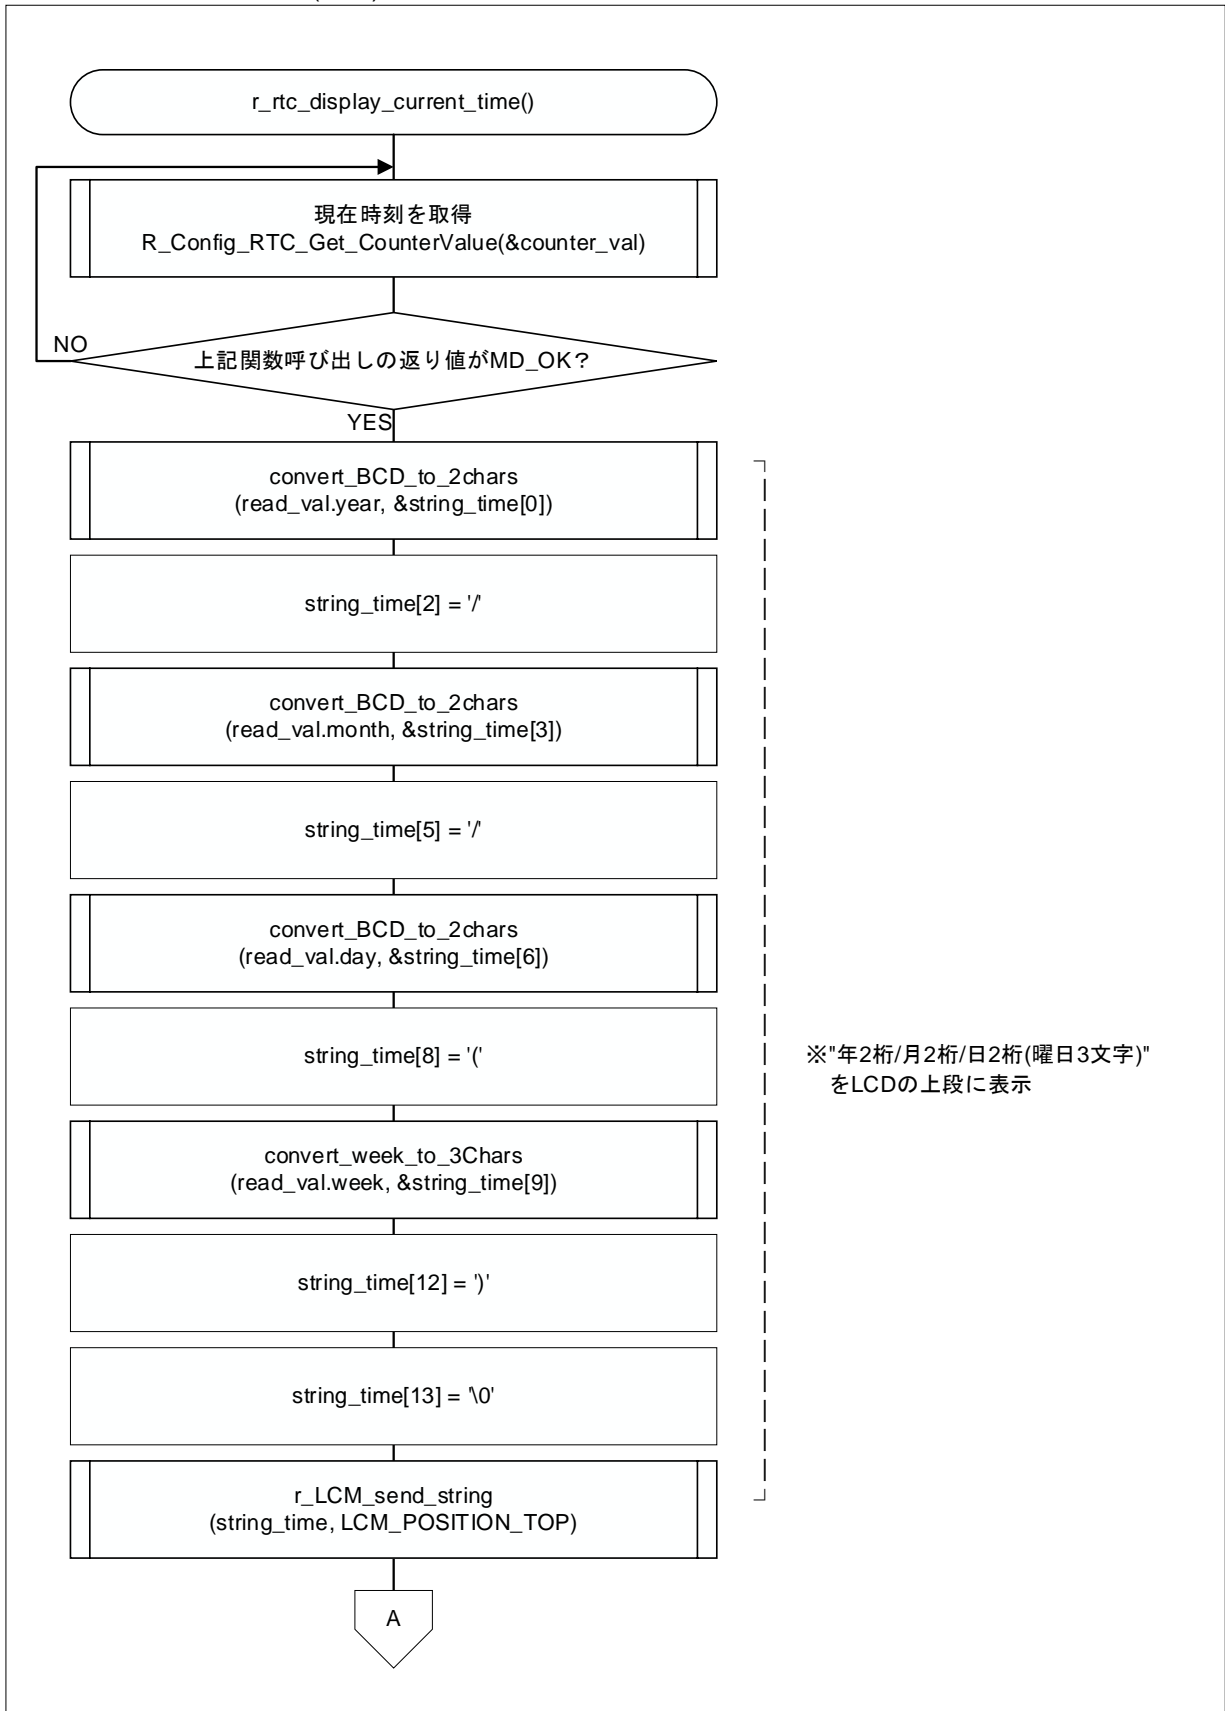 r_rtc_display_current_time()
現在時刻を取得
R_Config_RTC_Get_CounterValue(&counter_val)
NO
上記関数呼び出しの返り値がMD_OK？
YES
convert_BCD_to_2chars
(read_val.year, &string_time[0])
string_time[2] = '/'
convert_BCD_to_2chars
(read_val.month, &string_time[3])
string_time[5] = '/'
convert_BCD_to_2chars
(read_val.day, &string_time[6])
string_time[8] = '('
※"年2桁/月2桁/日2桁(曜日3文字)"
をLCDの上段に表示
convert_week_to_3Chars
(read_val.week, &string_time[9])
string_time[12] = ')'
string_time[13] = '\0'
r_LCM_send_string
(string_time, LCM_POSITION_TOP)
A